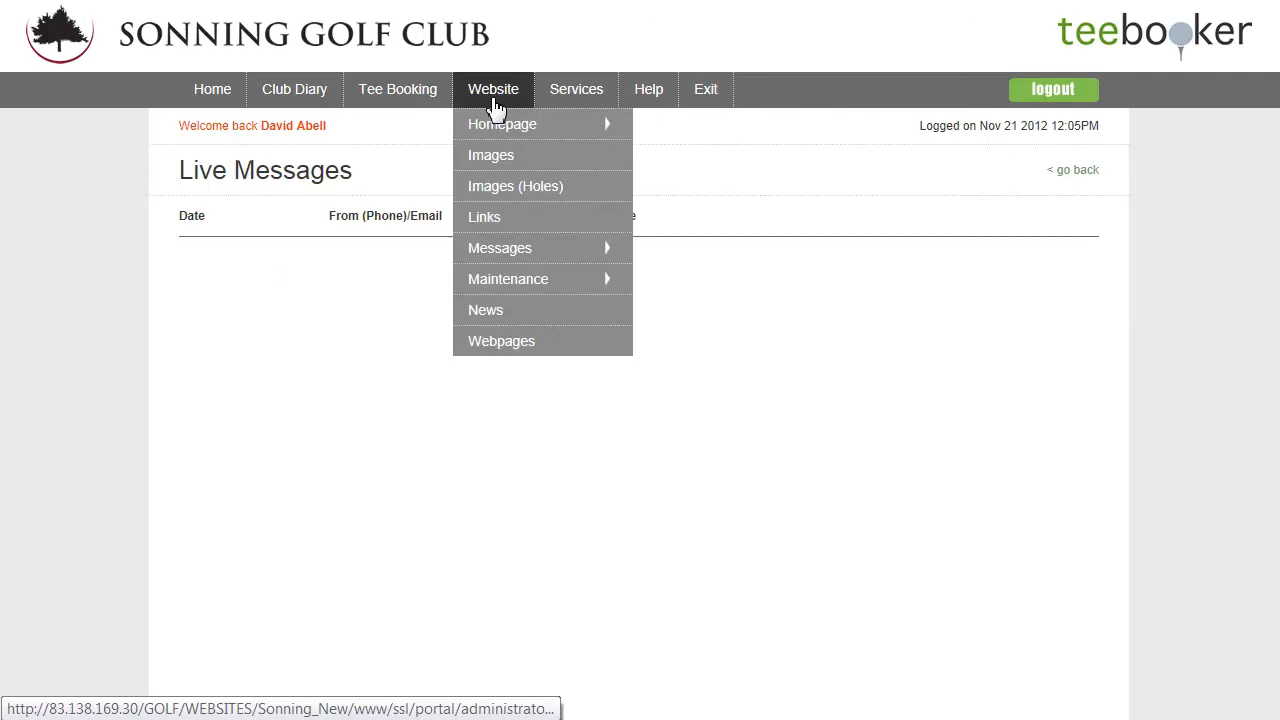 SONNING GOLF CLUB
teebooker
Home Club Diary Tee Booking Website Services Help Exit logout
Welcome back David Abell
Logged on Nov 21 2012 12:05PM
Homepage
Images
Live Messages
< go back
Images (Holes)
Date From (Phone)/Email
Links
Messages
Maintenance
News
Webpages
http://83.138.169.30/GOLF/WEBSITES/Sonning_New/www/ssl/portal/administrato...